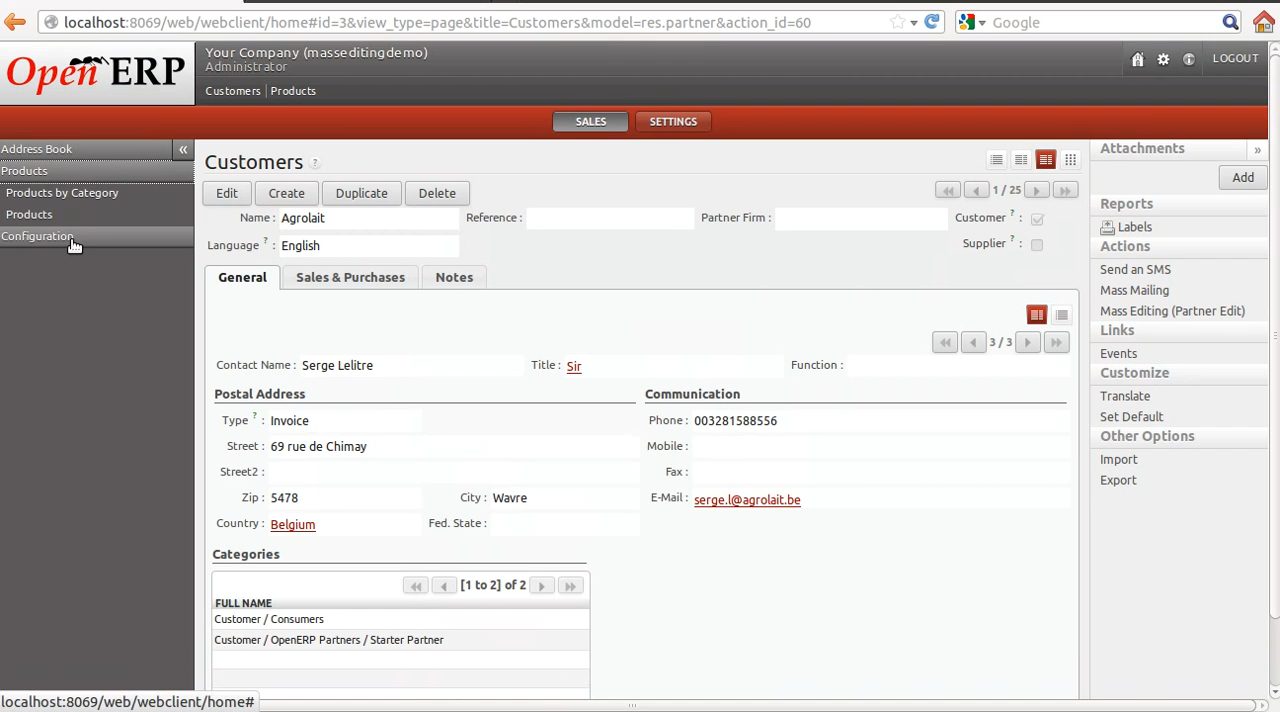 localhost:8069/web/webclient/home#id=3&view_type=page&title=Customers&model=res.partner&action_id=60
Google
Open ERP
Your Company (masseditingdemo)
Administrator
Customers | Products
LOGOUT
SALES
SETTINGS
Address Book
«
Products
Products by Category
Products
Configuration
Customers ?
Edit
Create
Duplicate
Delete
1 / 25
Name : Agrolait
Reference :
Partner Firm :
Customer ? :
Language ? : English
Supplier ? :
General
Sales & Purchases
Notes
3 / 3
Contact Name : Serge Lelitre
Title : Sir
Function :
Postal Address
Communication
Type ? : Invoice
Phone : 003281588556
Street : 69 rue de Chimay
Mobile :
Street2 :
Fax :
Zip : 5478
City : Wavre
E-Mail : serge.l@agrolait.be
Country : Belgium
Fed. State :
Categories
[1 to 2] of 2
FULL NAME
Customer / Consumers
Customer / OpenERP Partners / Starter Partner
Attachments
»
Add
Reports
Labels
Actions
Send an SMS
Mass Mailing
Mass Editing (Partner Edit)
Links
Events
Customize
Translate
Set Default
Other Options
Import
Export
localhost:8069/web/webclient/home#